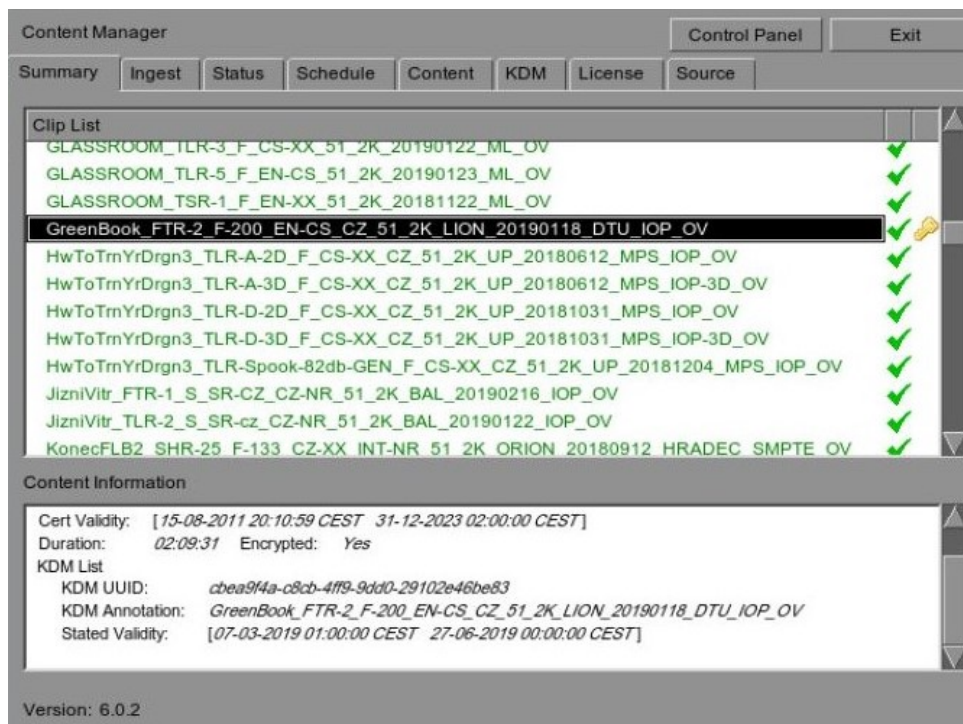 Content Manager
Control Panel
Exit
Summary
Ingest
Status
Schedule
Content
KDM
License
Source
Clip List
GLASSROOM_TLR-3_F_CS-XX_51_2K_20190122_ML_OV
GLASSROOM_TLR-5_F_EN-CS_51_2K_20190123_ML_OV
GLASSROOM_TSR-1_F_EN-XX_51_2K_20181122_ML_OV
GreenBook_FTR-2_F-200_EN-CS_CZ_51_2K_LION_20190118_DTU_IOP_OV
HwToTrnYrDrgn3_TLR-A-2D_F_CS-XX_CZ_51_2K_UP_20180612_MPS_IOP_OV
HwToTrnYrDrgn3_TLR-A-3D_F_CS-XX_CZ_51_2K_UP_20180612_MPS_IOP-3D_OV
HwToTrnYrDrgn3_TLR-D-2D_F_CS-XX_CZ_51_2K_UP_20181031_MPS_IOP_OV
HwToTrnYrDrgn3_TLR-D-3D_F_CS-XX_CZ_51_2K_UP_20181031_MPS_IOP-3D_OV
HwToTrnYrDrgn3_TLR-Spook-82db-GEN_F_CS-XX_CZ_51_2K_UP_20181204_MPS_IOP_OV
JizniVitr_FTR-1_S_SR-CZ_CZ-NR_51_2K_BAL_20190216_IOP_OV
JizniVitr_TLR-2_S_SR-cz_CZ-NR_51_2K_BAL_20190122_IOP_OV
KonecFLB2_SHR-25_F-133_CZ-XX_INT-NR_51_2K_ORION_20180912_HRADEC_SMPTE_OV
Content Information
Cert Validity: [15-08-2011 20:10:59 CEST 31-12-2023 02:00:00 CEST]
Duration: 02:09:31 Encrypted: Yes
KDM List
KDM UUID: cbea9f4a-c8cb-4ff9-9dd0-29102e46be83
KDM Annotation: GreenBook_FTR-2_F-200_EN-CS_CZ_51_2K_LION_20190118_DTU_IOP_OV
Stated Validity: [07-03-2019 01:00:00 CEST 27-06-2019 00:00:00 CEST]
Version: 6.0.2